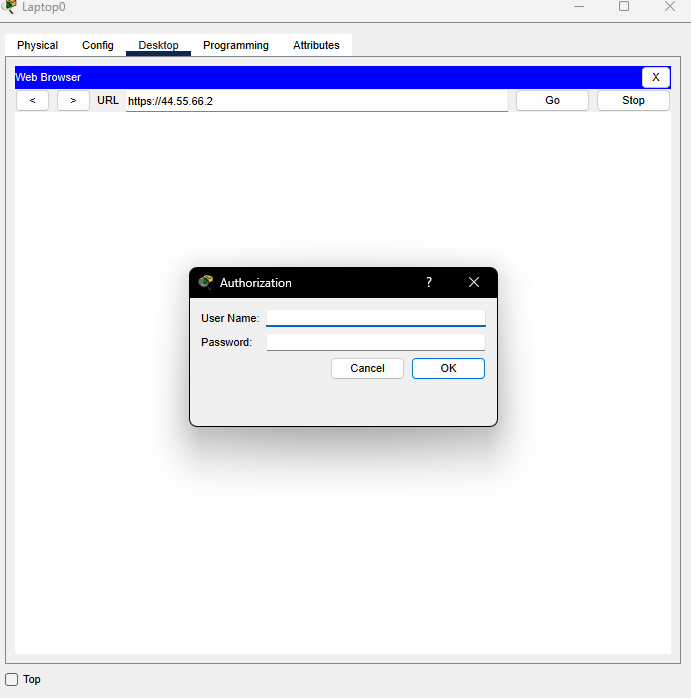 Laptop0
Physical Config Desktop Programming Attributes
Web Browser X
< > URL https://44.55.66.2 Go Stop
Authorization ?
User Name:
Password:
Cancel OK
Top